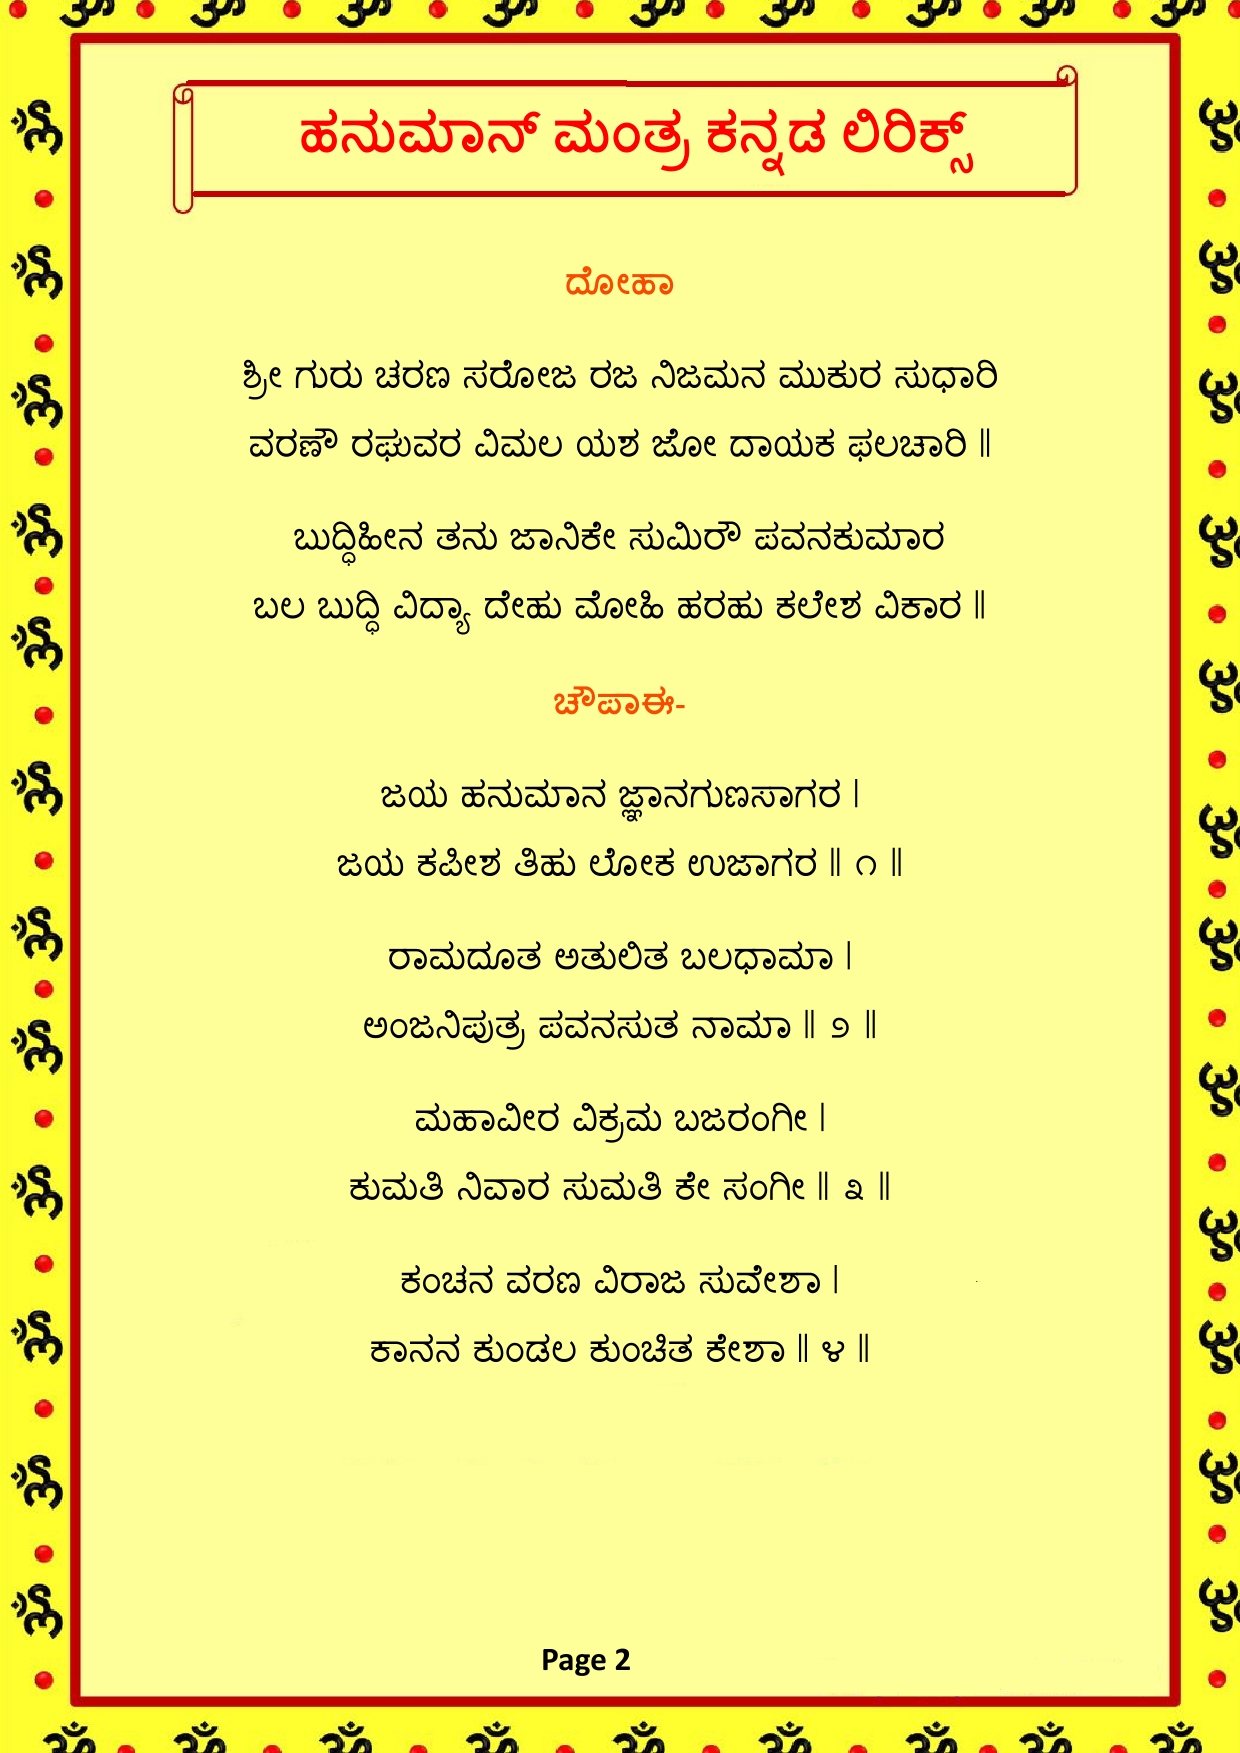 ಹನುಮಾನ್ ಮಂತ್ರ ಕನ್ನಡ ಲಿರಿಕ್ಸ್
ದೋಹಾ
ಶ್ರೀ ಗುರು ಚರಣ ಸರೋಜ ರಜ ನಿಜಮನ ಮುಕುರ ಸುಧಾರಿ
ವರಣೌ ರಘುವರ ವಿಮಲ ಯಶ ಜೋ ದಾಯಕ ಫಲಚಾರಿ ‖
ಬುದ್ಧಿಹೀನ ತನು ಜಾನಿಕೇ ಸುಮಿರೌ ಪವನಕುಮಾರ
ಬಲ ಬುದ್ಧಿ ವಿದ್ಯಾ ದೇಹು ಮೋಹಿ ಹರಹು ಕಲೇಶ ವಿಕಾರ ‖
ಚೌಪಾಈ-
ಜಯ ಹನುಮಾನ ಜ್ಞಾನಗುಣಸಾಗರ |
ಜಯ ಕಪೀಶ ತಿಹು ಲೋಕ ಉಜಾಗರ ‖ ೧ ‖
ರಾಮದೂತ ಅತುಲಿತ ಬಲಧಾಮಾ |
ಅಂಜನಿಪುತ್ರ ಪವನಸುತ ನಾಮಾ ‖ ೨ ‖
ಮಹಾವೀರ ವಿಕ್ರಮ ಬಜರಂಗೀ |
ಕುಮತಿ ನಿವಾರ ಸುಮತಿ ಕೇ ಸಂಗೀ ‖ ೩ ‖
ಕಂಚನ ವರಣ ವಿರಾಜ ಸುವೇಶಾ |
ಕಾನನ ಕುಂಡಲ ಕುಂಚಿತ ಕೇಶಾ ‖ ೪ ‖
Page 2